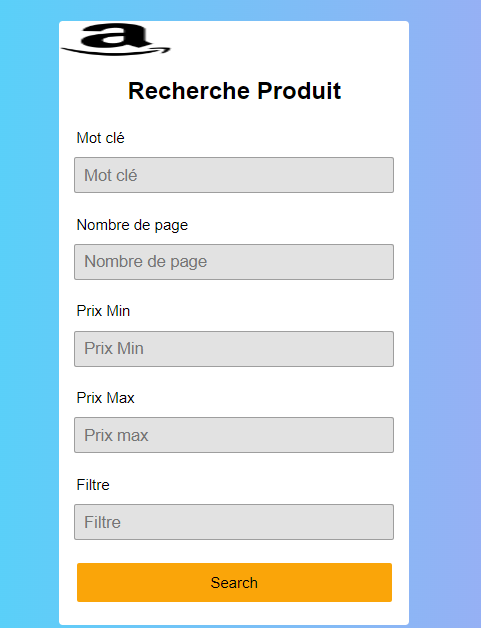 a
Recherche Produit
Mot clé
Mot clé
Nombre de page
Nombre de page
Prix Min
Prix Min
Prix Max
Prix max
Filtre
Filtre
Search